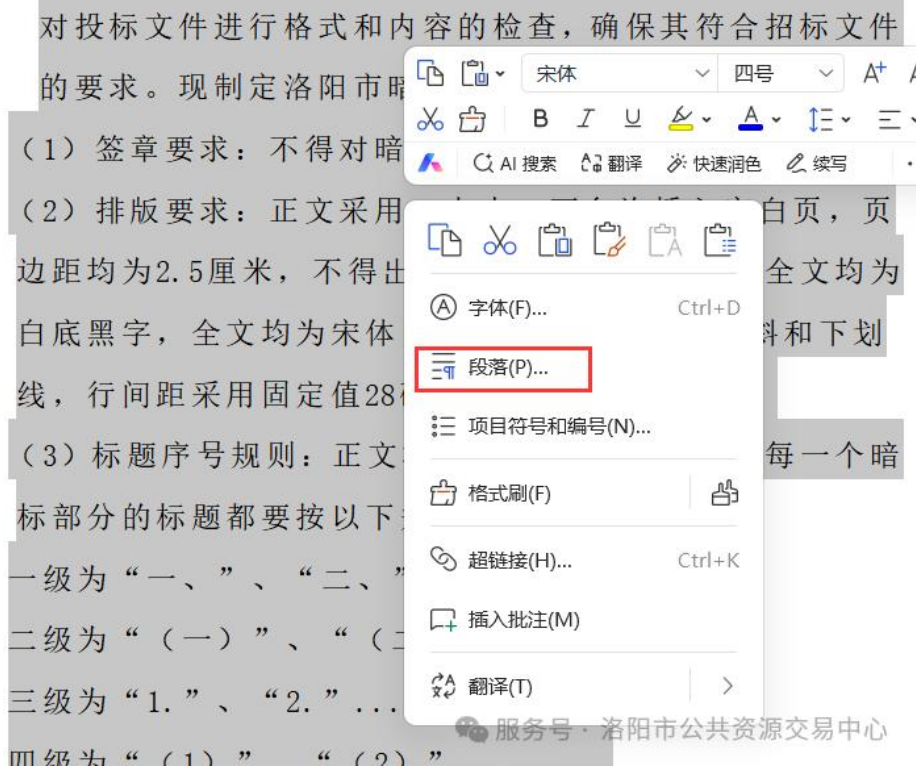 对投标文件进行格式和内容的检查，确保其符合招标文件
的要求。现制定洛阳市暗
宋体
四号
B I U A
AI 搜索 翻译 快速润色 续写
（1）签章要求：不得对暗
（2）排版要求：正文采用
白页，页
边距均为2.5厘米，不得出
全文均为
白底黑字，全文均为宋体
和下划
线，行间距采用固定值28
（3）标题序号规则：正文
每一个暗
标部分的标题都要按以下
一级为“一、”、“二、”
二级为“（一）”、“（二
三级为“1.”、“2.”...
四级为“（1）”、“（2）”
字体(F)... Ctrl+D
段落(P)...
项目符号和编号(N)...
格式刷(F)
超链接(H)... Ctrl+K
插入批注(M)
翻译(T)
服务号 · 洛阳市公共资源交易中心